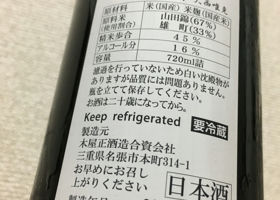 原材料 米(国産) 米麹(国産米)
原料米 山田錦(67%)
(使用割合) 雄町(33%)
精米歩合 45%
アルコール分 16%
容量 720ml詰
濾過を行っていないため白い沈殿物が
ありますが品質には問題ありません。
瓶を立てて保存してください。
お酒は二十歳になってから。
Keep refrigerated 要冷蔵
製造元
木屋正酒造合資会社
三重県名張市本町314-1
お早めにお召し
上がりください
日本酒